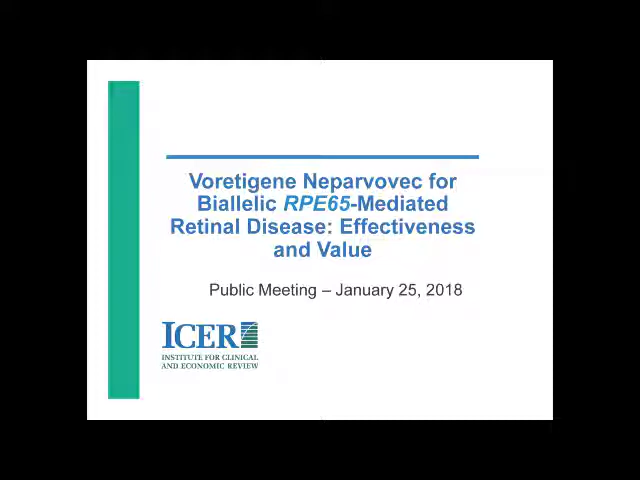 Voretigene Neparvovec for
Biallelic RPE65-Mediated
Retinal Disease: Effectiveness
and Value
Public Meeting – January 25, 2018
ICER
INSTITUTE FOR CLINICAL
AND ECONOMIC REVIEW